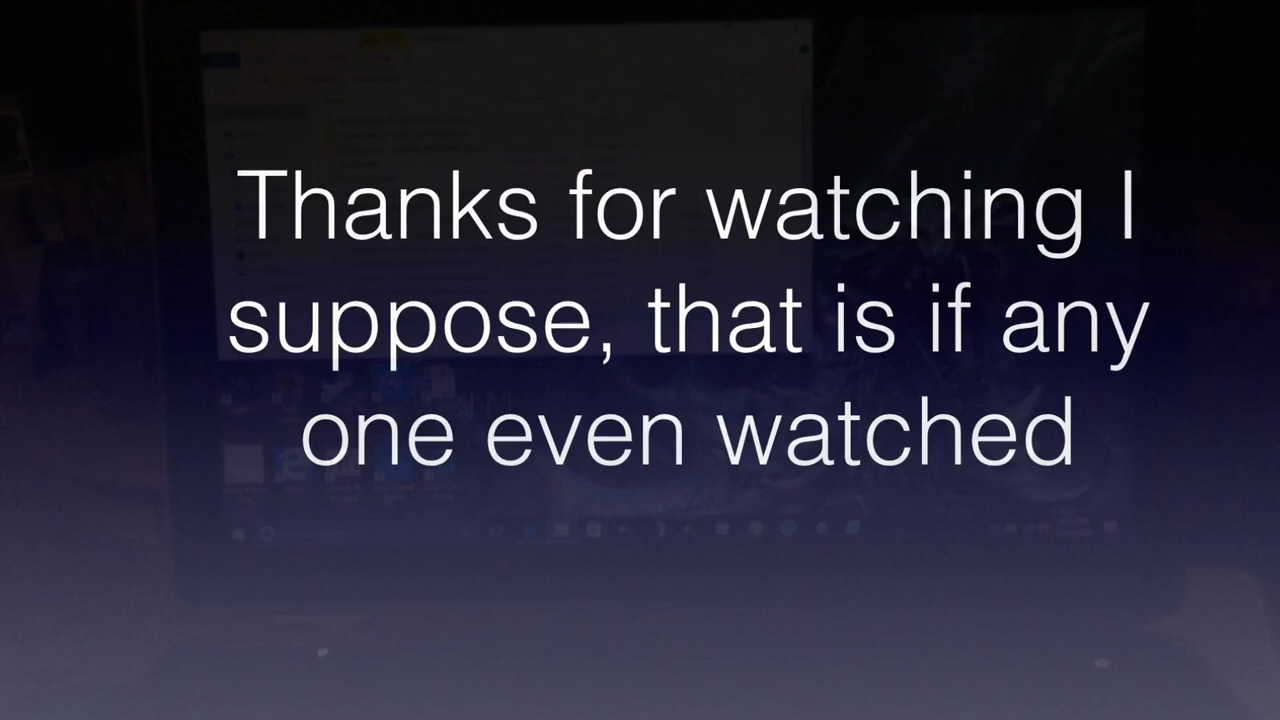 Thanks for watching I
suppose, that is if any
one even watched